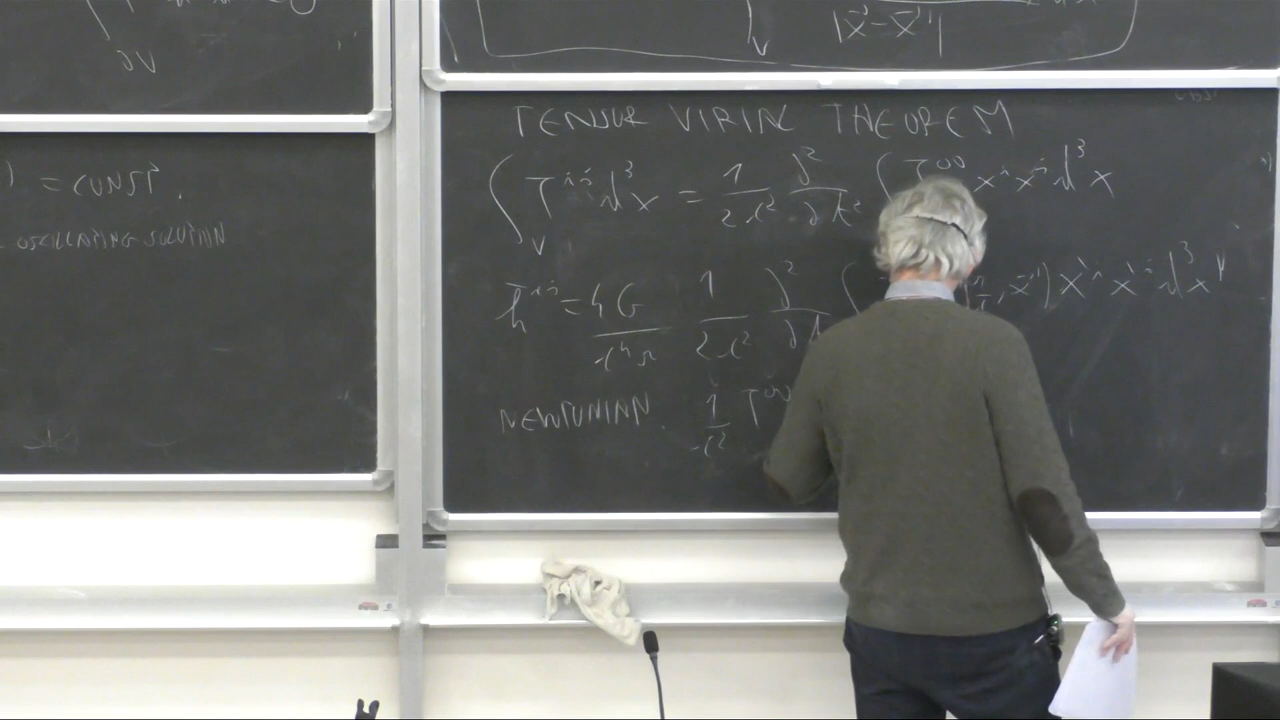 ∂V
= CONST.
OSCILLATING SOLUTION
∫_V
|x⃗-x⃗'|
TENSOR VIRIAL THEOREM
∫_V T^{ij} d³x = 1/(2c²) ∂²/∂t² ∫ T^{00} x^i x^j d³x
h̄^{ij} = 4G/(c⁴r) 1/(2c²) ∂²/∂t² ∫ x⃗') x'^i x'^j d³x'
NEWTONIAN. 1/c² T^{00}